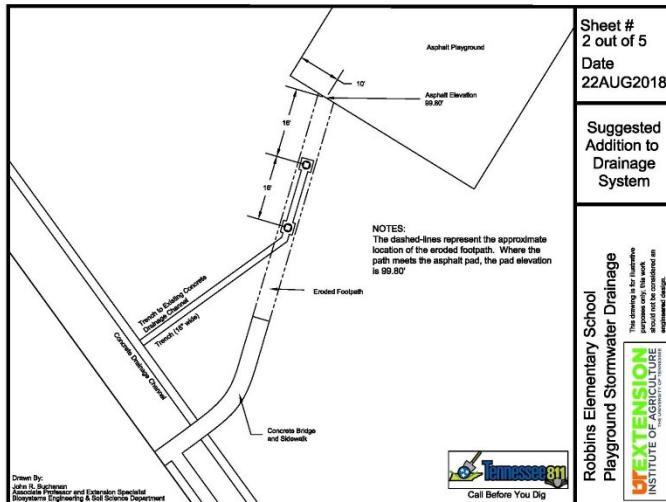 Asphalt Playground
10'
Asphalt Elevation
99.80'
16'
16'
NOTES:
The dashed-lines represent the approximate
location of the eroded footpath. Where the
path meets the asphalt pad, the pad elevation
is 99.80'
Eroded Footpath
Trench to Existing Concrete
Drainage Channel
Trench (16" wide)
Concrete Drainage Channel
Concrete Bridge
and Sidewalk
Drawn By:
John R. Buchanan
Associate Professor and Extension Specialist
Biosystems Engineering & Soil Science Department
Tennessee 811
Call Before You Dig
Sheet #
2 out of 5
Date
22AUG2018
Suggested
Addition to
Drainage
System
Robbins Elementary School
Playground Stormwater Drainage
This drawing is for illustrative
purposes only, this work
should not be considered an
engineered design.
UT EXTENSION
INSTITUTE OF AGRICULTURE
THE UNIVERSITY OF TENNESSEE